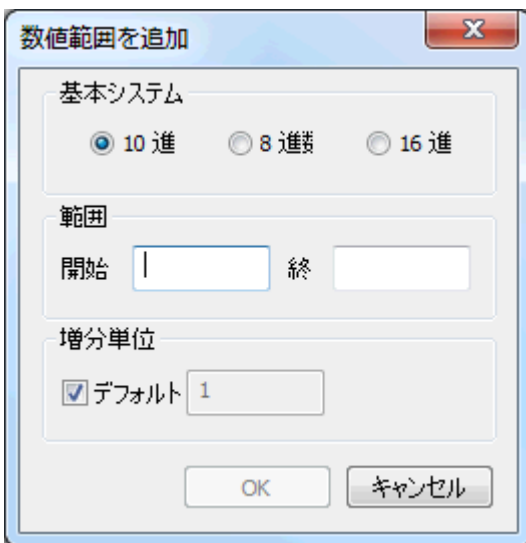 数値範囲を追加
基本システム
10 進 8 進数 16 進
範囲
開始 終
増分単位
デフォルト 1
OK キャンセル